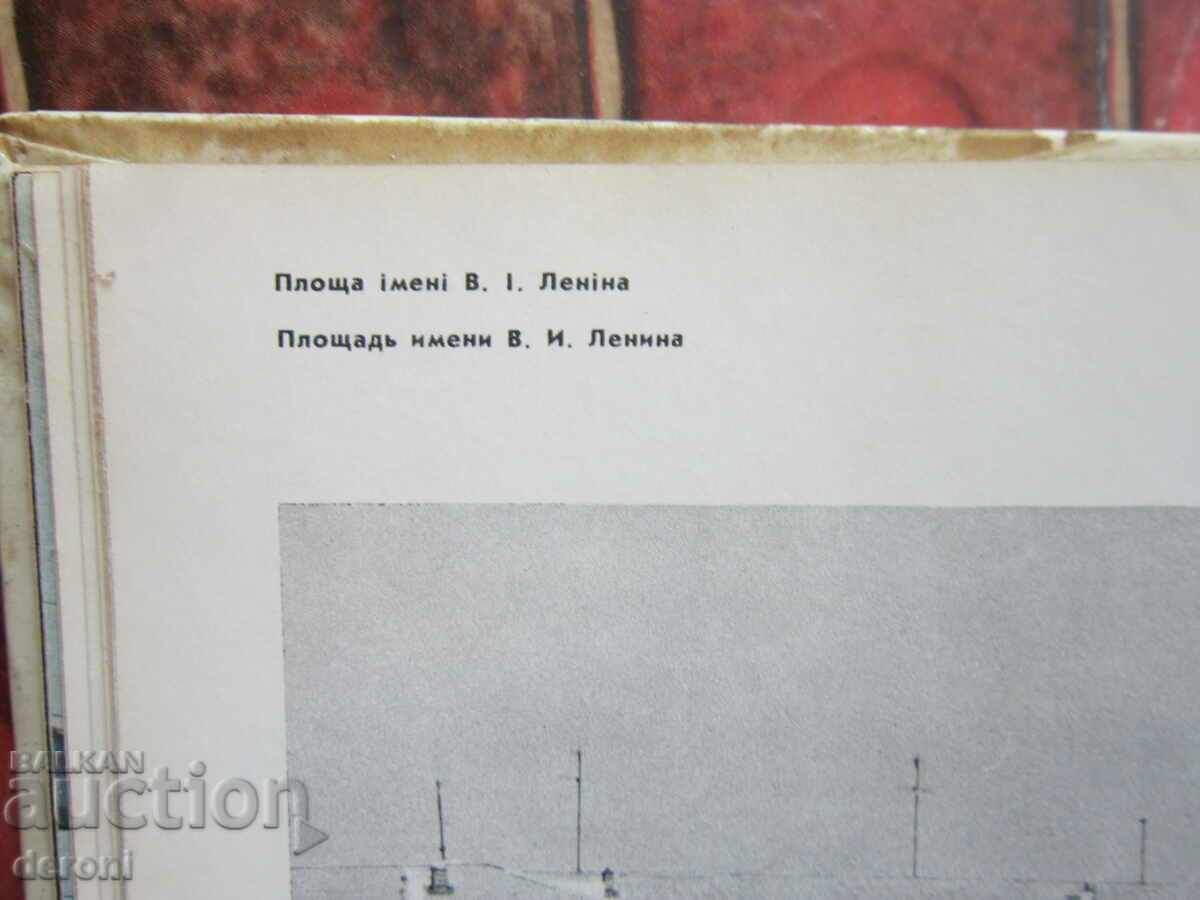 Площа імені В. І. Леніна
Площадь имени В. И. Ленина
BALKAN
auction
deroni